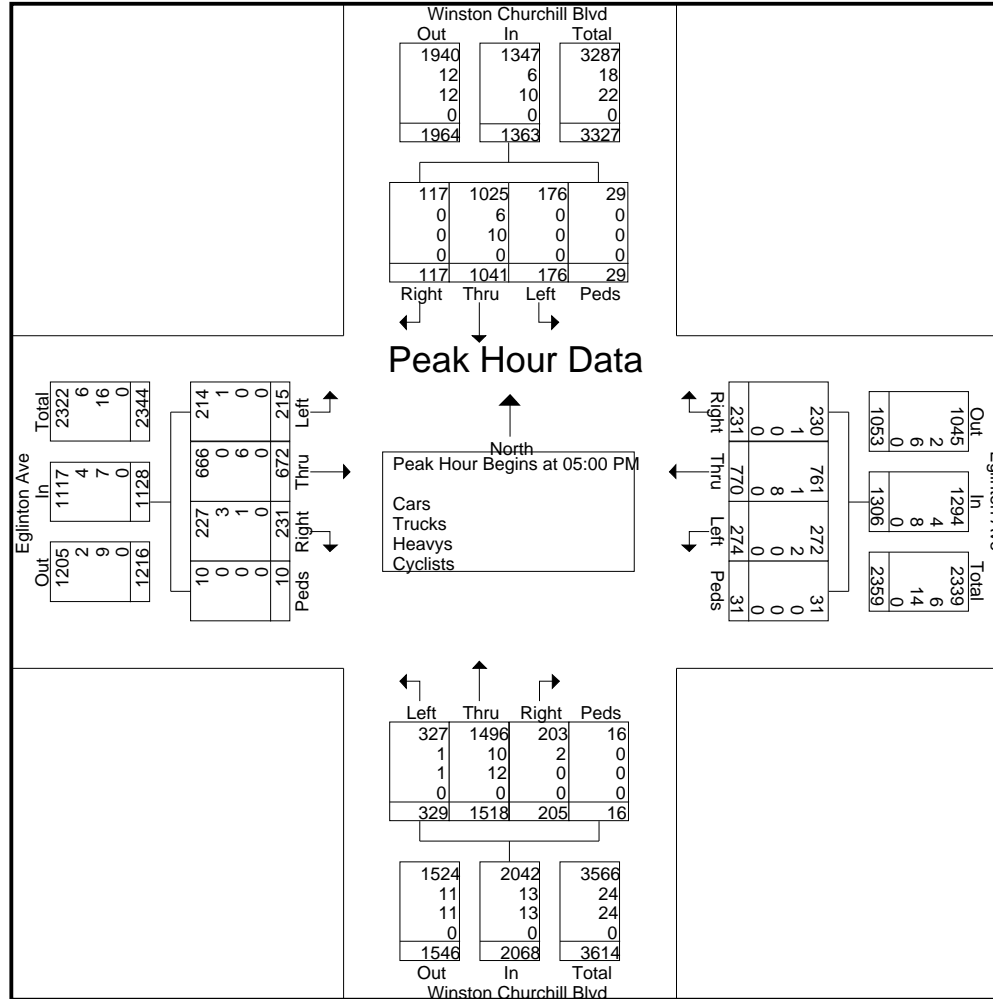 Winston Churchill Blvd
Out In Total
1940 1347 3287
12 6 18
12 10 22
0 0 0
1964 1363 3327
117 1025 176 29
0 6 0 0
0 10 0 0
0 0 0 0
117 1041 176 29
Right Thru Left Peds
Peak Hour Data
Eglinton Ave
Total
2322 6 16 0 2344
In
1117 4 7 0 1128
Out
1205 2 9 0 1216
214 1 0 0 215
Left
666 0 6 0 672
Thru
227 3 1 0 231
Right
10 0 0 0 10
Peds
North
Peak Hour Begins at 05:00 PM
Cars
Trucks
Heavys
Cyclists
Right
230 1 0 0 231
Thru
761 1 8 0 770
Left
272 2 0 0 274
Peds
31 0 0 0 31
Out
1045 2 6 0 1053
In
1294 4 8 0 1306
Total
2339 6 14 0 2359
Eglinton Ave
Left Thru Right Peds
327 1496 203 16
1 10 2 0
1 12 0 0
0 0 0 0
329 1518 205 16
1524 2042 3566
11 13 24
11 13 24
0 0 0
1546 2068 3614
Out In Total
Winston Churchill Blvd